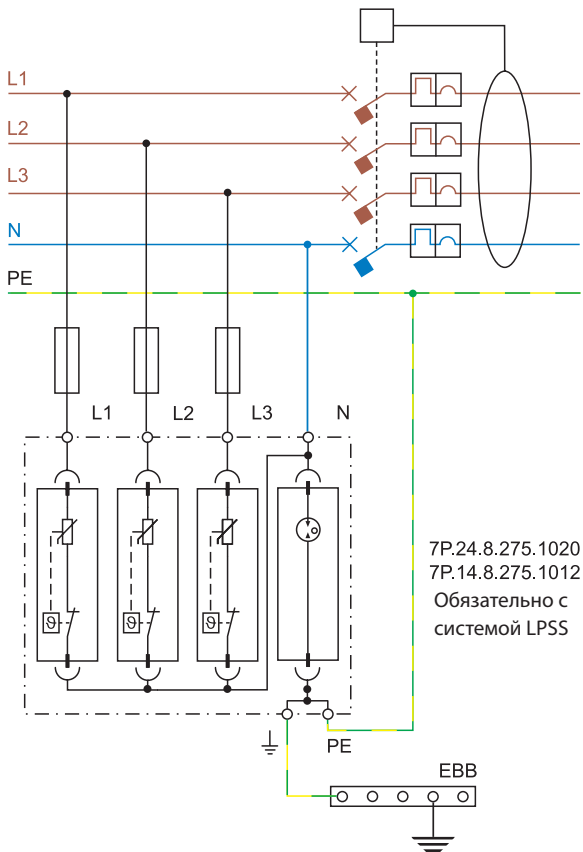 L1
L2
L3
N
PE
L1 L2 L3 N
7P.24.8.275.1020
7P.14.8.275.1012
Обязательно с
системой LPSS
ϑ ϑ ϑ
PE
EBB